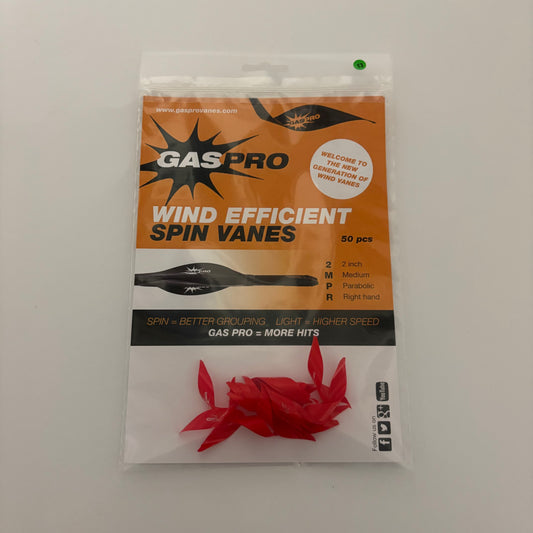 www.gasprovanes.com
GASPRO
GASPRO
WELCOME TO
THE NEW
GENERATION OF
WIND VANES
WIND EFFICIENT
SPIN VANES
50 pcs
2 2 inch
M Medium
P Parabolic
R Right hand
SPIN = BETTER GROUPING LIGHT = HIGHER SPEED
GAS PRO = MORE HITS
Follow us on
YouTube